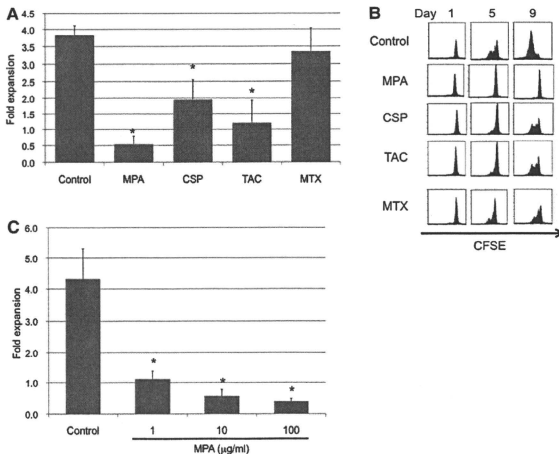 A
4.5
4.0
3.5
3.0
2.5
2.0
1.5
1.0
0.5
0.0
Fold expansion
*
*
*
Control MPA CSP TAC MTX
B
Day 1 5 9
Control
MPA
CSP
TAC
MTX
CFSE
C
6.0
5.0
4.0
3.0
2.0
1.0
0.0
Fold expansion
*
*
*
Control 1 10 100
MPA (μg/ml)